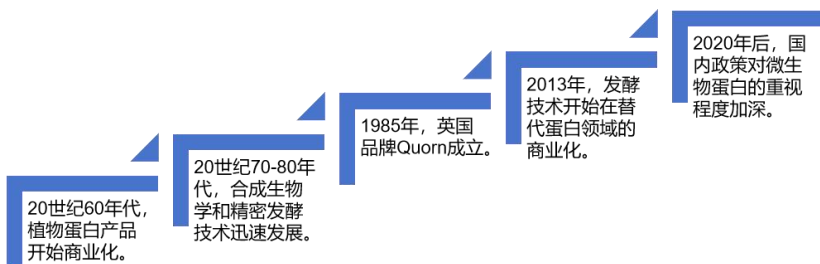 20世纪60年代，
植物蛋白产品
开始商业化。
20世纪70-80年
代，合成生物
学和精密发酵
技术迅速发展。
1985年，英国
品牌Quorn成立。
2013年，发酵
技术开始在替
代蛋白领域的
商业化。
2020年后，国
内政策对微生
物蛋白的重视
程度加深。